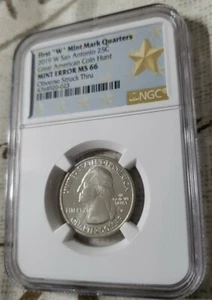 First "W" Mint Mark Quarters
2019 W San Antonio 25C
Great American Coin Hunt
MINT ERROR MS 66
Obverse Struck Thru
NGC
LIBERTY